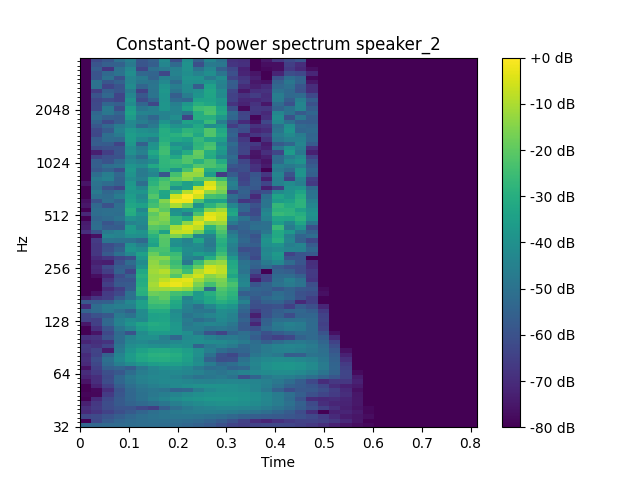 Constant-Q power spectrum speaker_2
Hz
2048
1024
512
256
128
64
32
0 0.1 0.2 0.3 0.4 0.5 0.6 0.7 0.8
Time
+0 dB
-10 dB
-20 dB
-30 dB
-40 dB
-50 dB
-60 dB
-70 dB
-80 dB